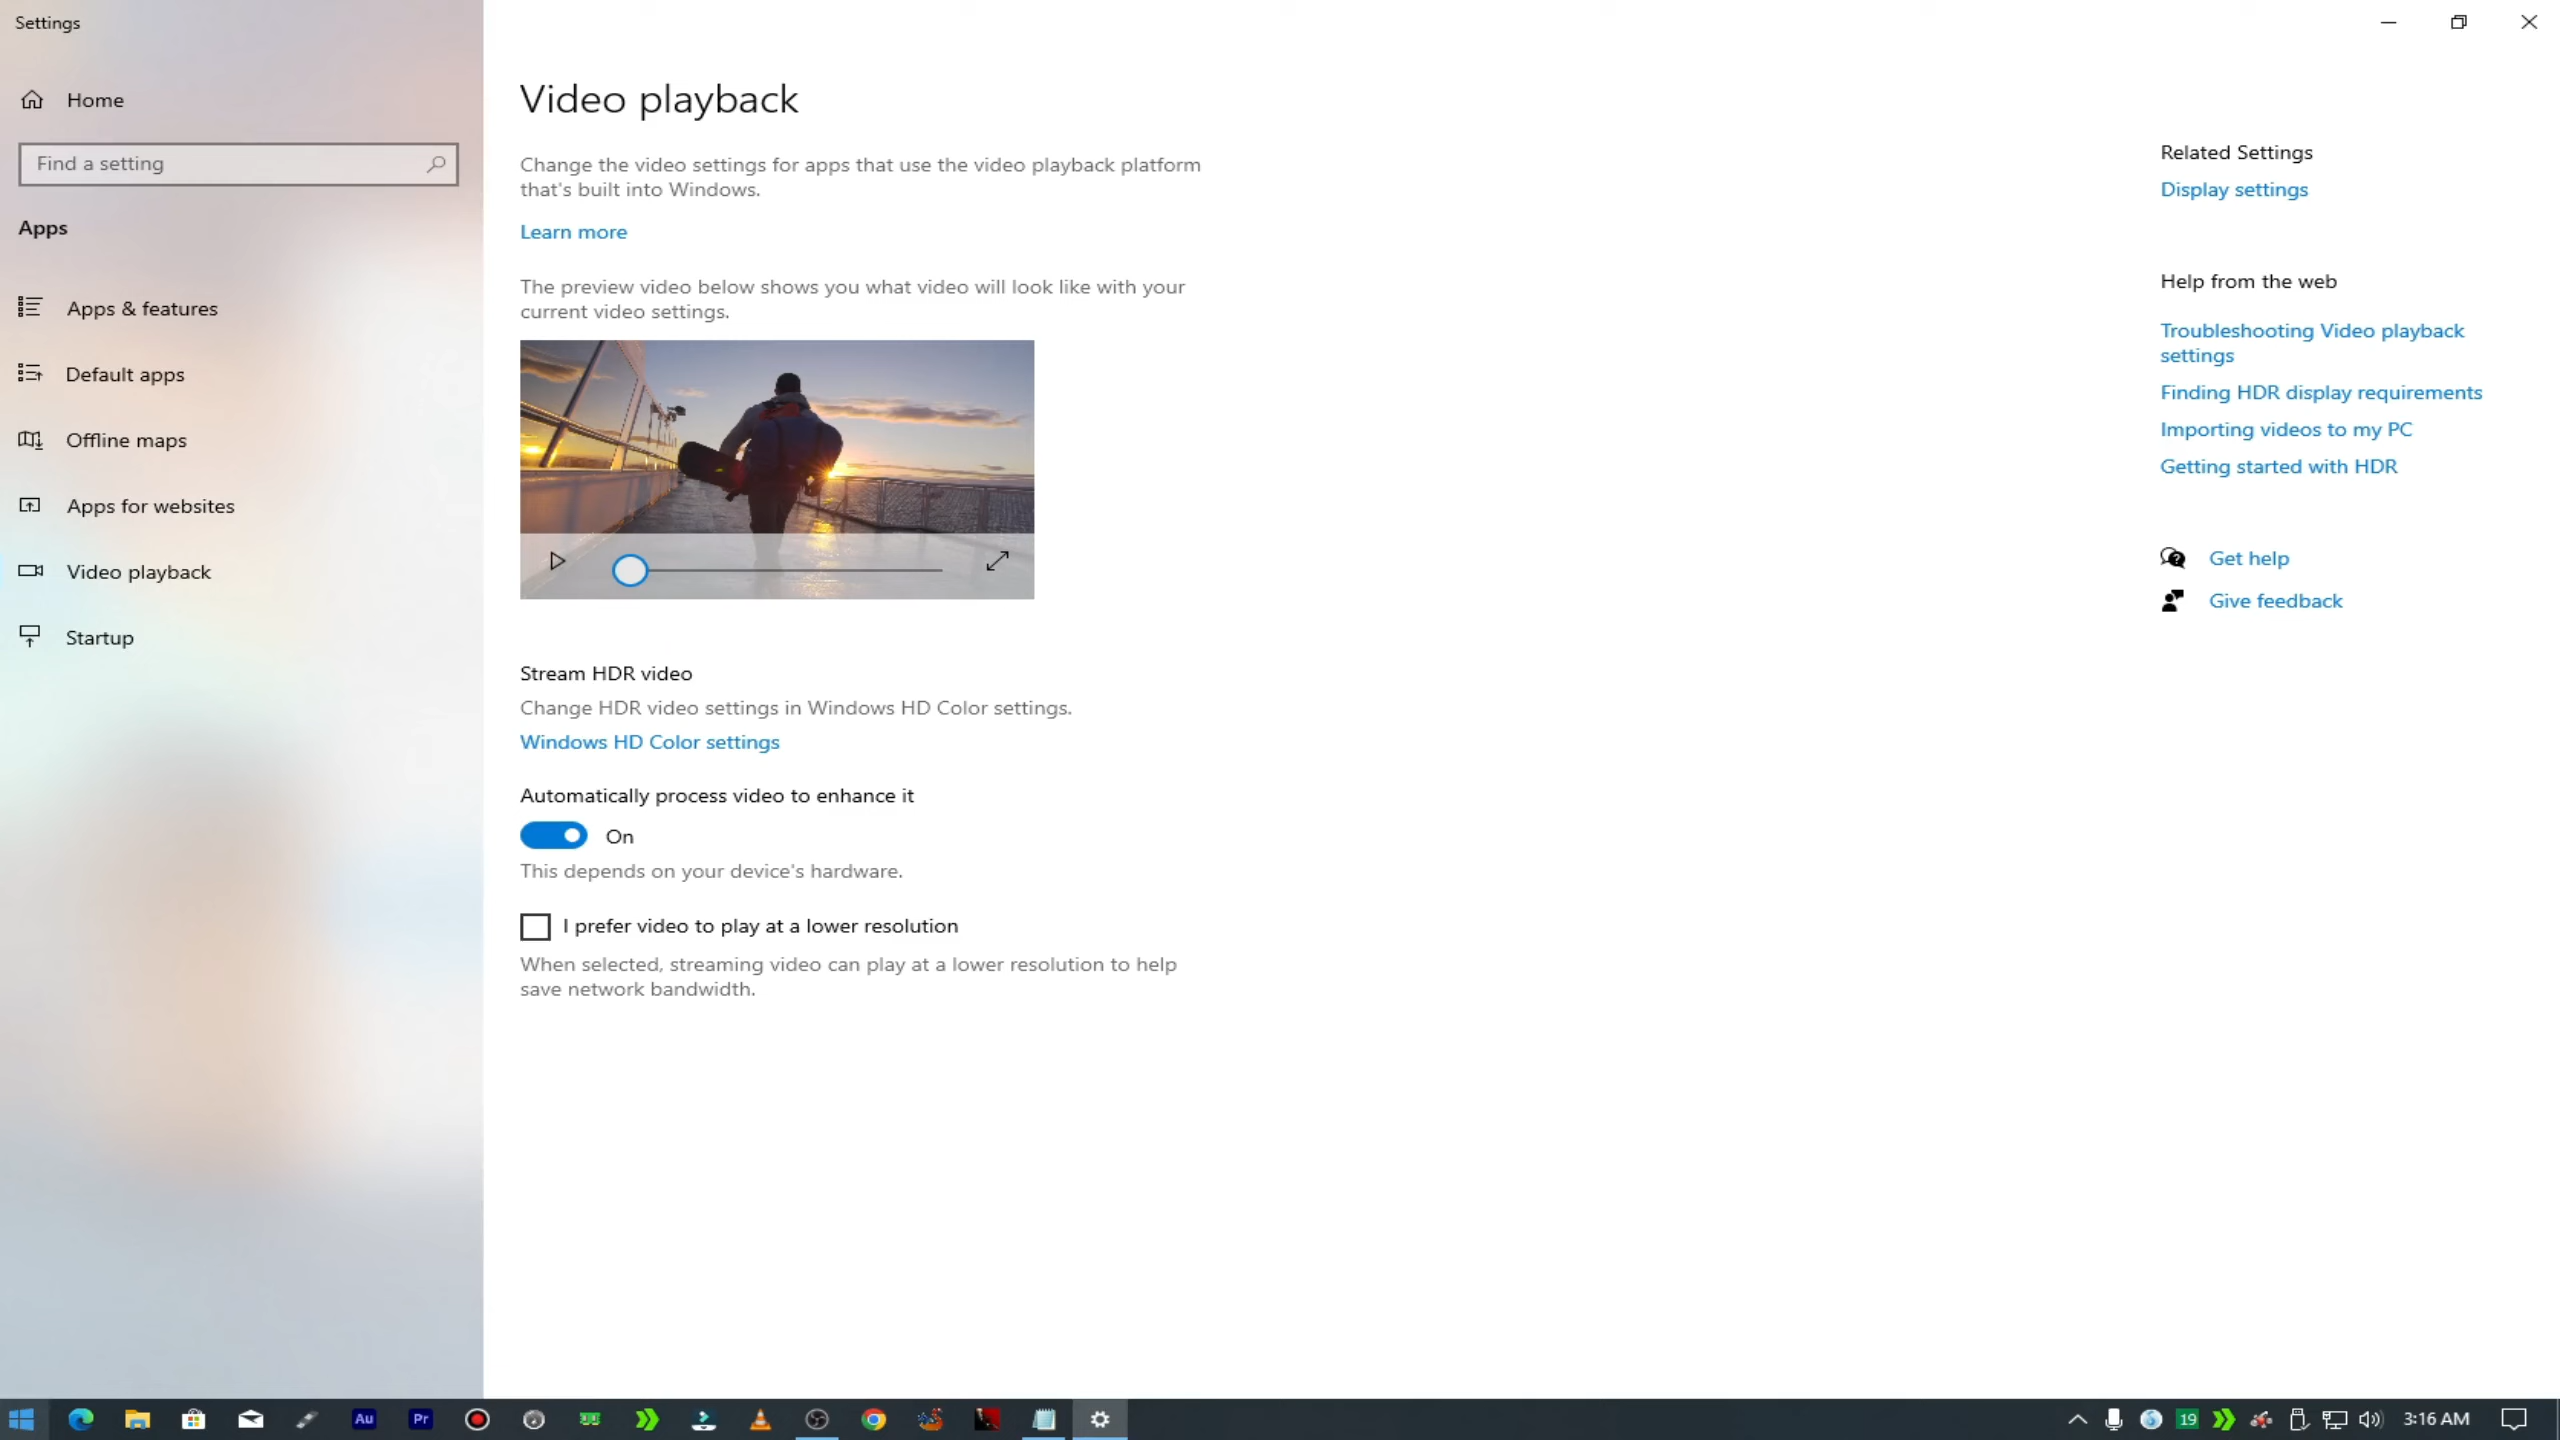 Settings
Home
Find a setting
Apps
Apps & features
Default apps
Offline maps
Apps for websites
Video playback
Startup
Video playback
Change the video settings for apps that use the video playback platform
that's built into Windows.
Learn more
The preview video below shows you what video will look like with your
current video settings.
Stream HDR video
Change HDR video settings in Windows HD Color settings.
Windows HD Color settings
Automatically process video to enhance it
On
This depends on your device's hardware.
I prefer video to play at a lower resolution
When selected, streaming video can play at a lower resolution to help
save network bandwidth.
Related Settings
Display settings
Help from the web
Troubleshooting Video playback
settings
Finding HDR display requirements
Importing videos to my PC
Getting started with HDR
Get help
Give feedback
Au
Pr
19
3:16 AM